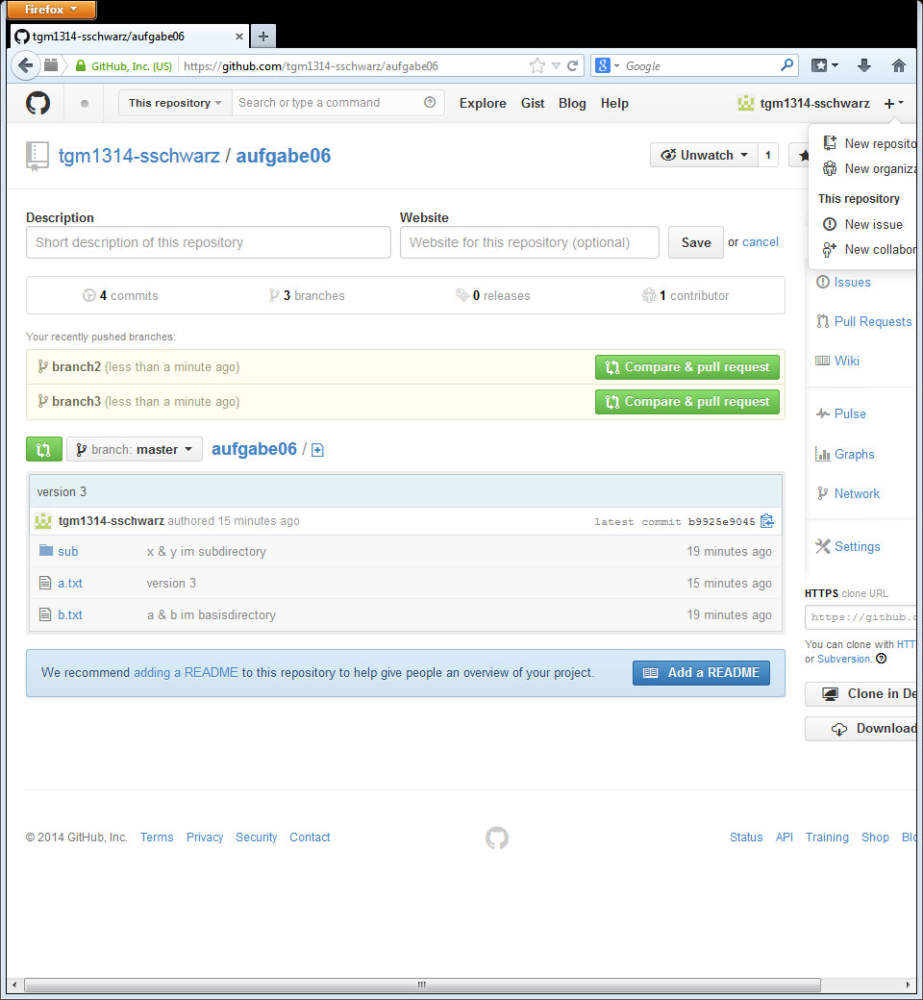 Firefox
tgm1314-sschwarz/aufgabe06
GitHub, Inc. (US) https://github.com/tgm1314-sschwarz/aufgabe06 Google
This repository Search or type a command Explore Gist Blog Help tgm1314-sschwarz
tgm1314-sschwarz / aufgabe06 Unwatch 1
New reposito
New organiza
This repository
New issue
New collabor
Description Website
Short description of this repository Website for this repository (optional) Save or cancel
4 commits 3 branches 0 releases 1 contributor
Issues
Pull Requests
Wiki
Pulse
Graphs
Network
Settings
HTTPS clone URL
https://github.c
You can clone with HTT
or Subversion.
Clone in De
Download
Your recently pushed branches:
branch2 (less than a minute ago) Compare & pull request
branch3 (less than a minute ago) Compare & pull request
branch: master aufgabe06 /
version 3
tgm1314-sschwarz authored 15 minutes ago latest commit b9925e9045
sub x & y im subdirectory 19 minutes ago
a.txt version 3 15 minutes ago
b.txt a & b im basisdirectory 19 minutes ago
We recommend adding a README to this repository to help give people an overview of your project. Add a README
© 2014 GitHub, Inc. Terms Privacy Security Contact Status API Training Shop Blo